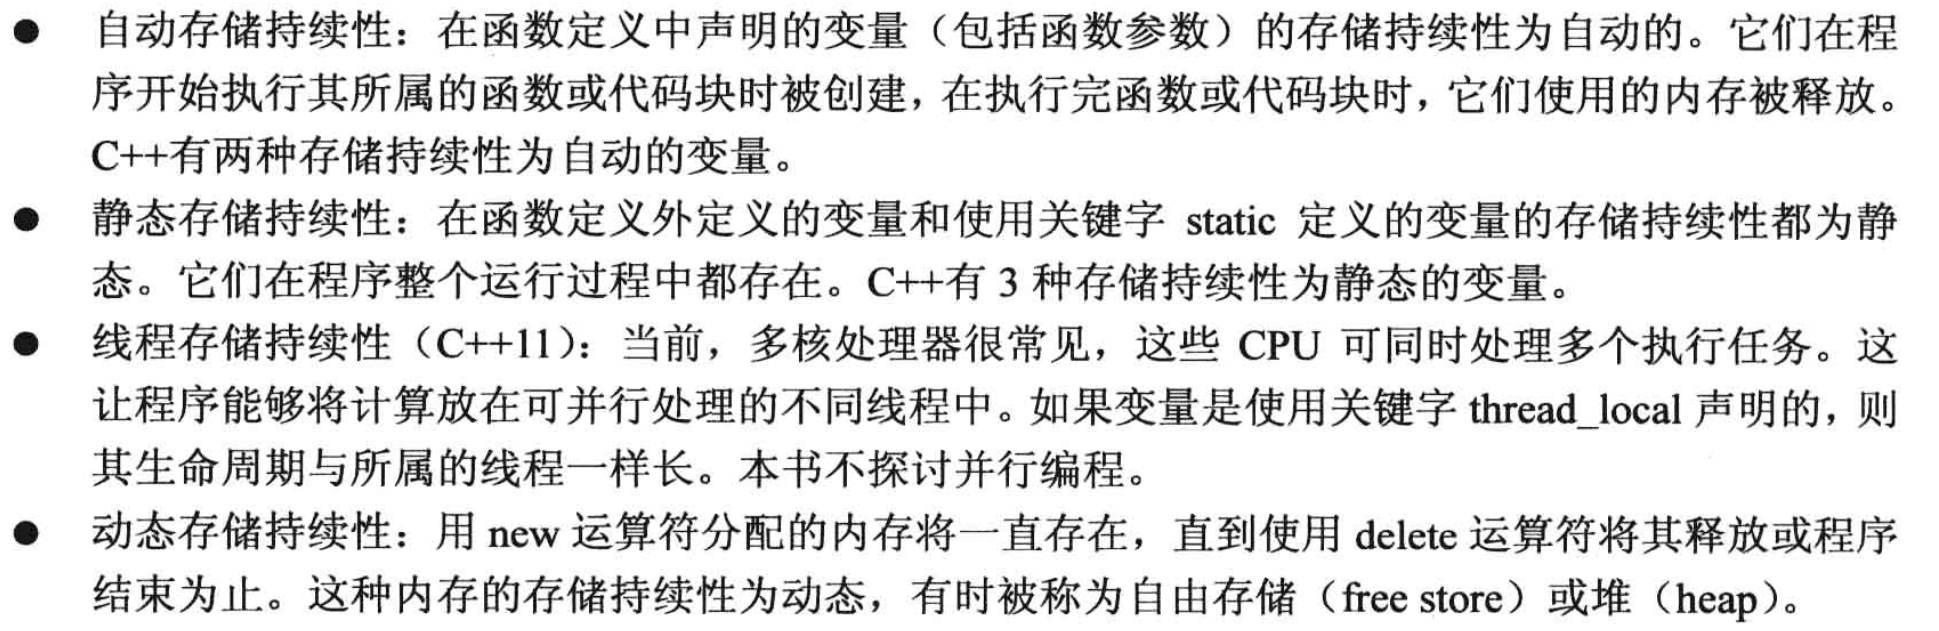 ● 自动存储持续性：在函数定义中声明的变量（包括函数参数）的存储持续性为自动的。它们在程
序开始执行其所属的函数或代码块时被创建，在执行完函数或代码块时，它们使用的内存被释放。
C++有两种存储持续性为自动的变量。
● 静态存储持续性：在函数定义外定义的变量和使用关键字 static 定义的变量的存储持续性都为静
态。它们在程序整个运行过程中都存在。C++有 3 种存储持续性为静态的变量。
● 线程存储持续性（C++11）：当前，多核处理器很常见，这些 CPU 可同时处理多个执行任务。这
让程序能够将计算放在可并行处理的不同线程中。如果变量是使用关键字 thread_local 声明的，则
其生命周期与所属的线程一样长。本书不探讨并行编程。
● 动态存储持续性：用 new 运算符分配的内存将一直存在，直到使用 delete 运算符将其释放或程序
结束为止。这种内存的存储持续性为动态，有时被称为自由存储（free store）或堆（heap）。